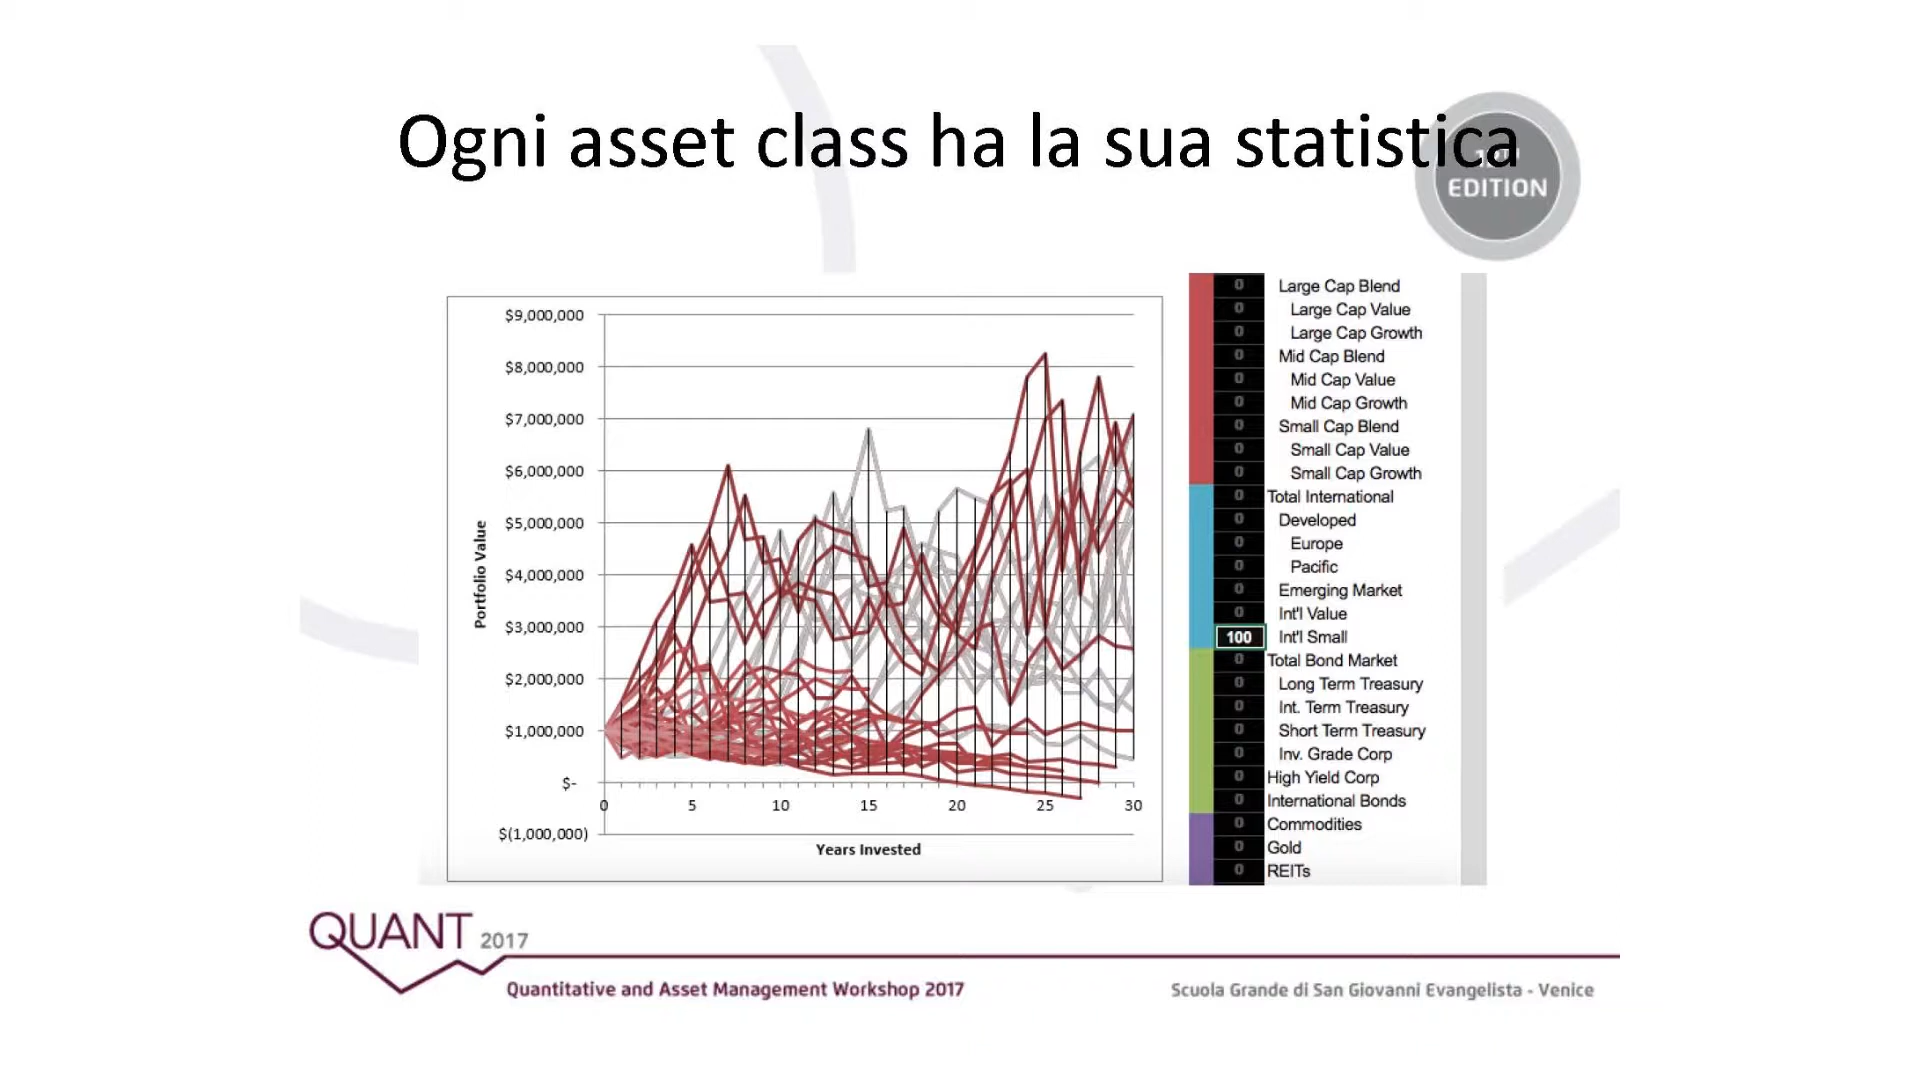 Ogni asset class ha la sua statistica
EDITION
$9,000,000
$8,000,000
$7,000,000
$6,000,000
$5,000,000
$4,000,000
$3,000,000
$2,000,000
$1,000,000
$-
$(1,000,000)
Portfolio Value
0 5 10 15 20 25 30
Years Invested
0 Large Cap Blend
0 Large Cap Value
0 Large Cap Growth
0 Mid Cap Blend
0 Mid Cap Value
0 Mid Cap Growth
0 Small Cap Blend
0 Small Cap Value
0 Small Cap Growth
0 Total International
0 Developed
0 Europe
0 Pacific
0 Emerging Market
0 Int'l Value
100 Int'l Small
0 Total Bond Market
0 Long Term Treasury
0 Int. Term Treasury
0 Short Term Treasury
0 Inv. Grade Corp
0 High Yield Corp
0 International Bonds
0 Commodities
0 Gold
0 REITs
QUANT 2017
Quantitative and Asset Management Workshop 2017
Scuola Grande di San Giovanni Evangelista - Venice